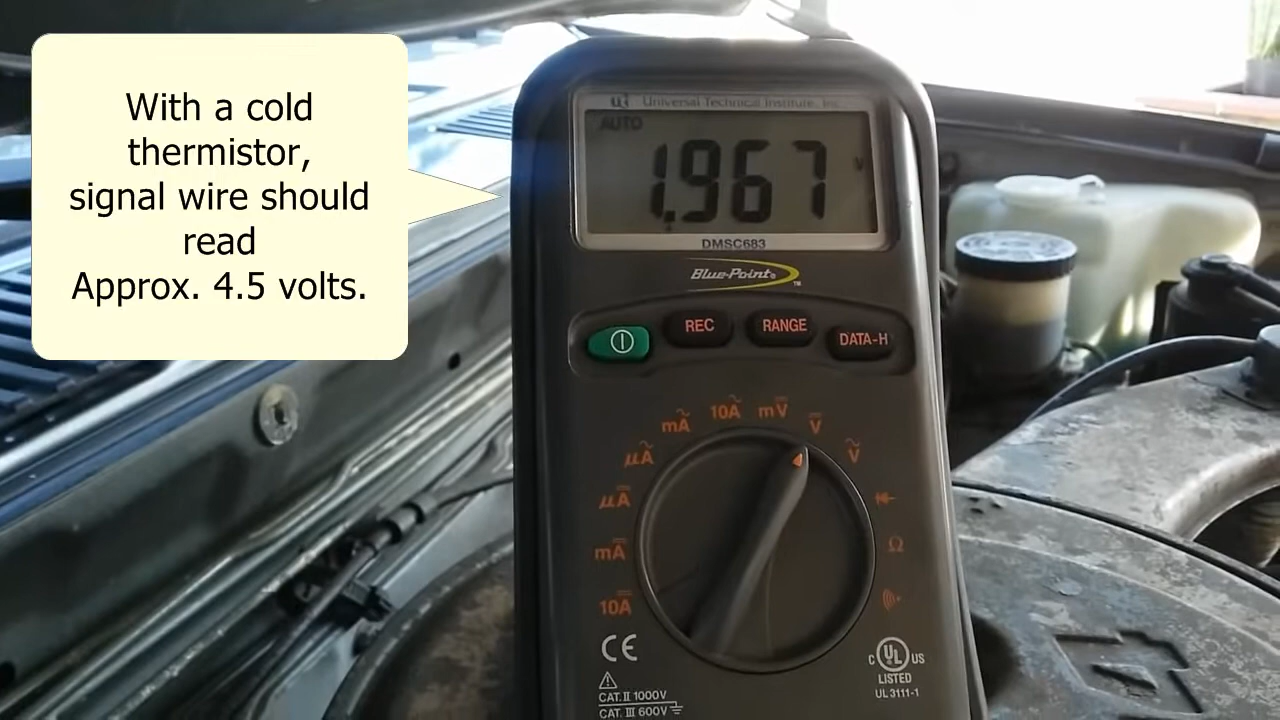 With a cold
thermistor,
signal wire should
read
Approx. 4.5 volts.
Universal Technical Institute, Inc.
AUTO
1.967 V
DMSC683
Blue-Point
REC
RANGE
DATA-H
mA
10A
mV
V
V
µA
µA
mA
10A
Ω
CE
C UL US
LISTED
UL 3111-1
CAT. II 1000V
CAT. III 600V